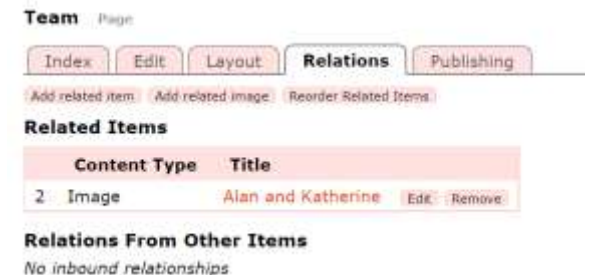 Team Page
Index Edit Layout Relations Publishing
Add related item Add related image Reorder Related Items
Related Items
Content Type Title
2 Image Alan and Katherine Edit Remove
Relations From Other Items
No inbound relationships